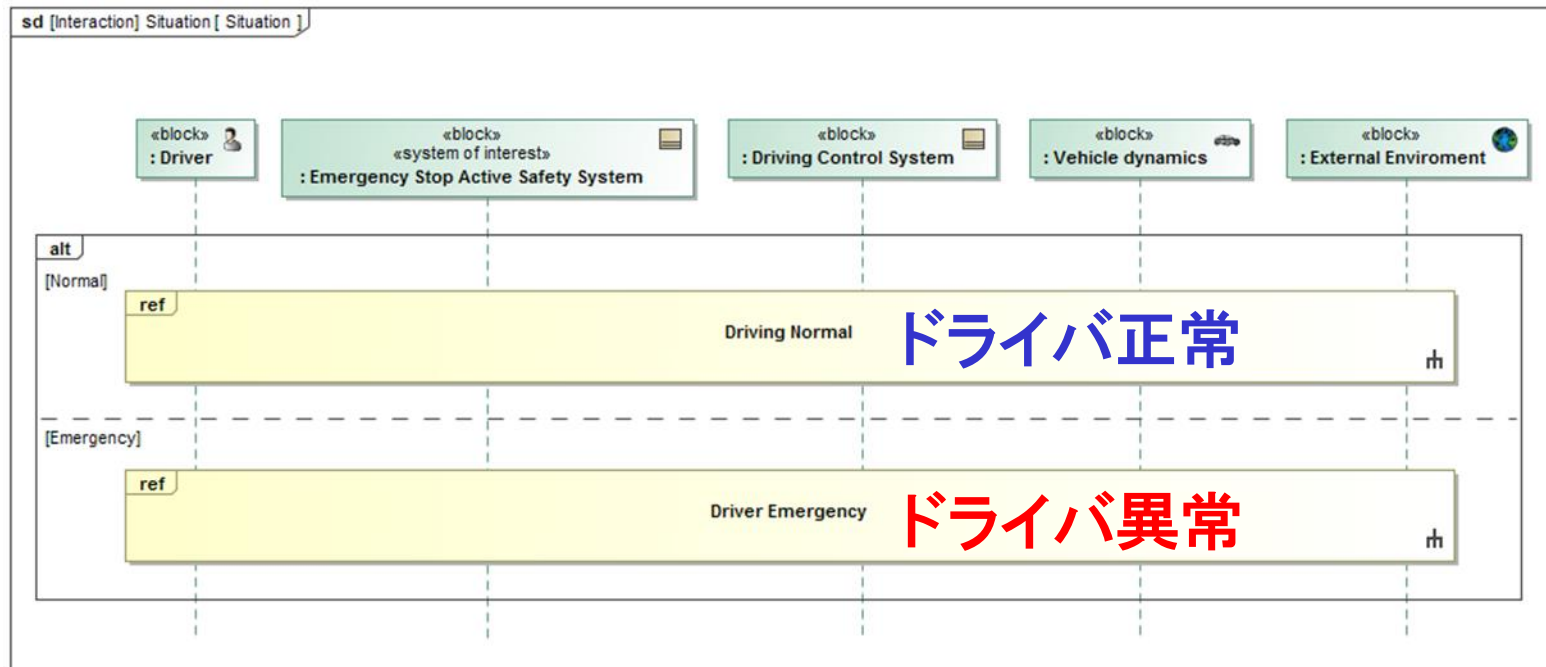 sd [Interaction] Situation [ Situation ]
«block»
: Driver
«block»
«system of interest»
: Emergency Stop Active Safety System
«block»
: Driving Control System
«block»
: Vehicle dynamics
«block»
: External Enviroment
alt
[Normal]
ref
Driving Normal
ドライバ正常
[Emergency]
ref
Driver Emergency
ドライバ異常